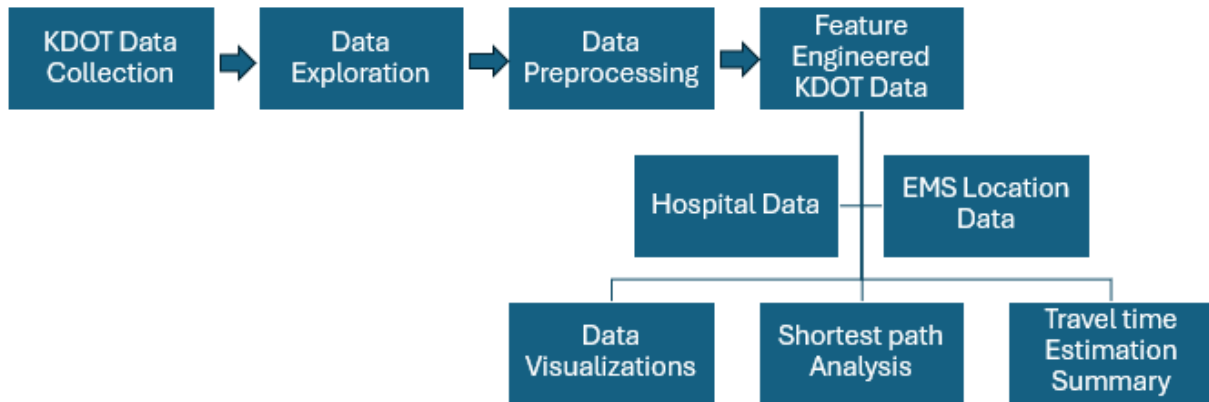 KDOT Data
Collection
Data
Exploration
Data
Preprocessing
Feature
Engineered
KDOT Data
Hospital Data
EMS Location
Data
Data
Visualizations
Shortest path
Analysis
Travel time
Estimation
Summary